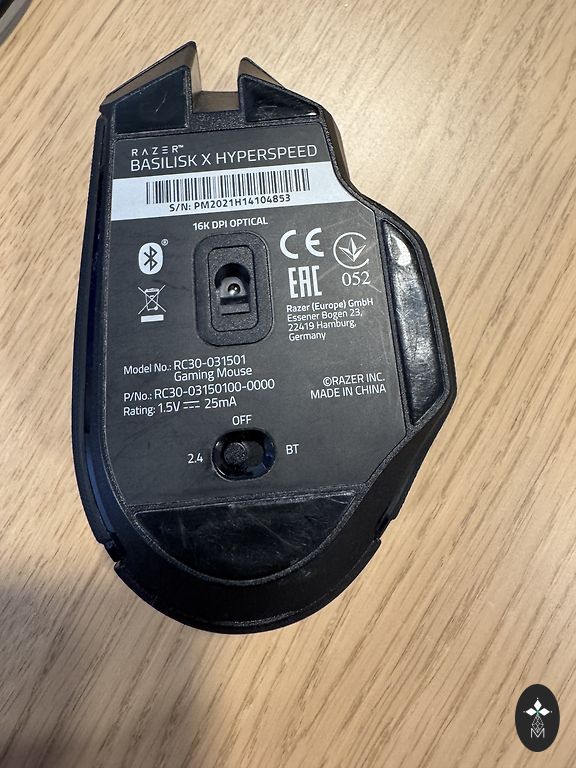 RAZER™
BASILISK X HYPERSPEED
S/N: PM2021H14104853
16K DPI OPTICAL
®
CE
EAC
052
Razer (Europe) GmbH
Essener Bogen 23,
22419 Hamburg,
Germany
Model No.: RC30-031501
Gaming Mouse
P/No.: RC30-03150100-0000
Rating: 1.5V ⎓ 25mA
©RAZER INC.
MADE IN CHINA
OFF
2.4
BT
M